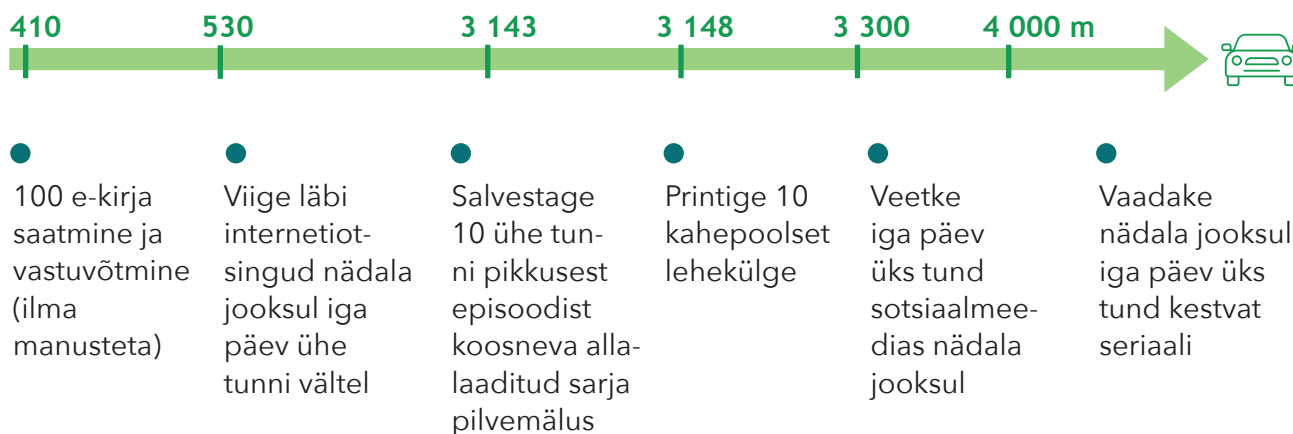 410
530
3 143
3 148
3 300
4 000 m
100 e-kirja
saatmine ja
vastuvõtmine
(ilma
manusteta)
Viige läbi
internetiot-
singud nädala
jooksul iga
päev ühe
tunni vältel
Salvestage
10 ühe tun-
ni pikkusest
episoodist
koosneva alla-
laaditud sarja
pilvemälus
Printige 10
kahepoolset
lehekülge
Veetke
iga päev
üks tund
sotsiaalmee-
dias nädala
jooksul
Vaadake
nädala jooksul
iga päev üks
tund kestvat
seriaali